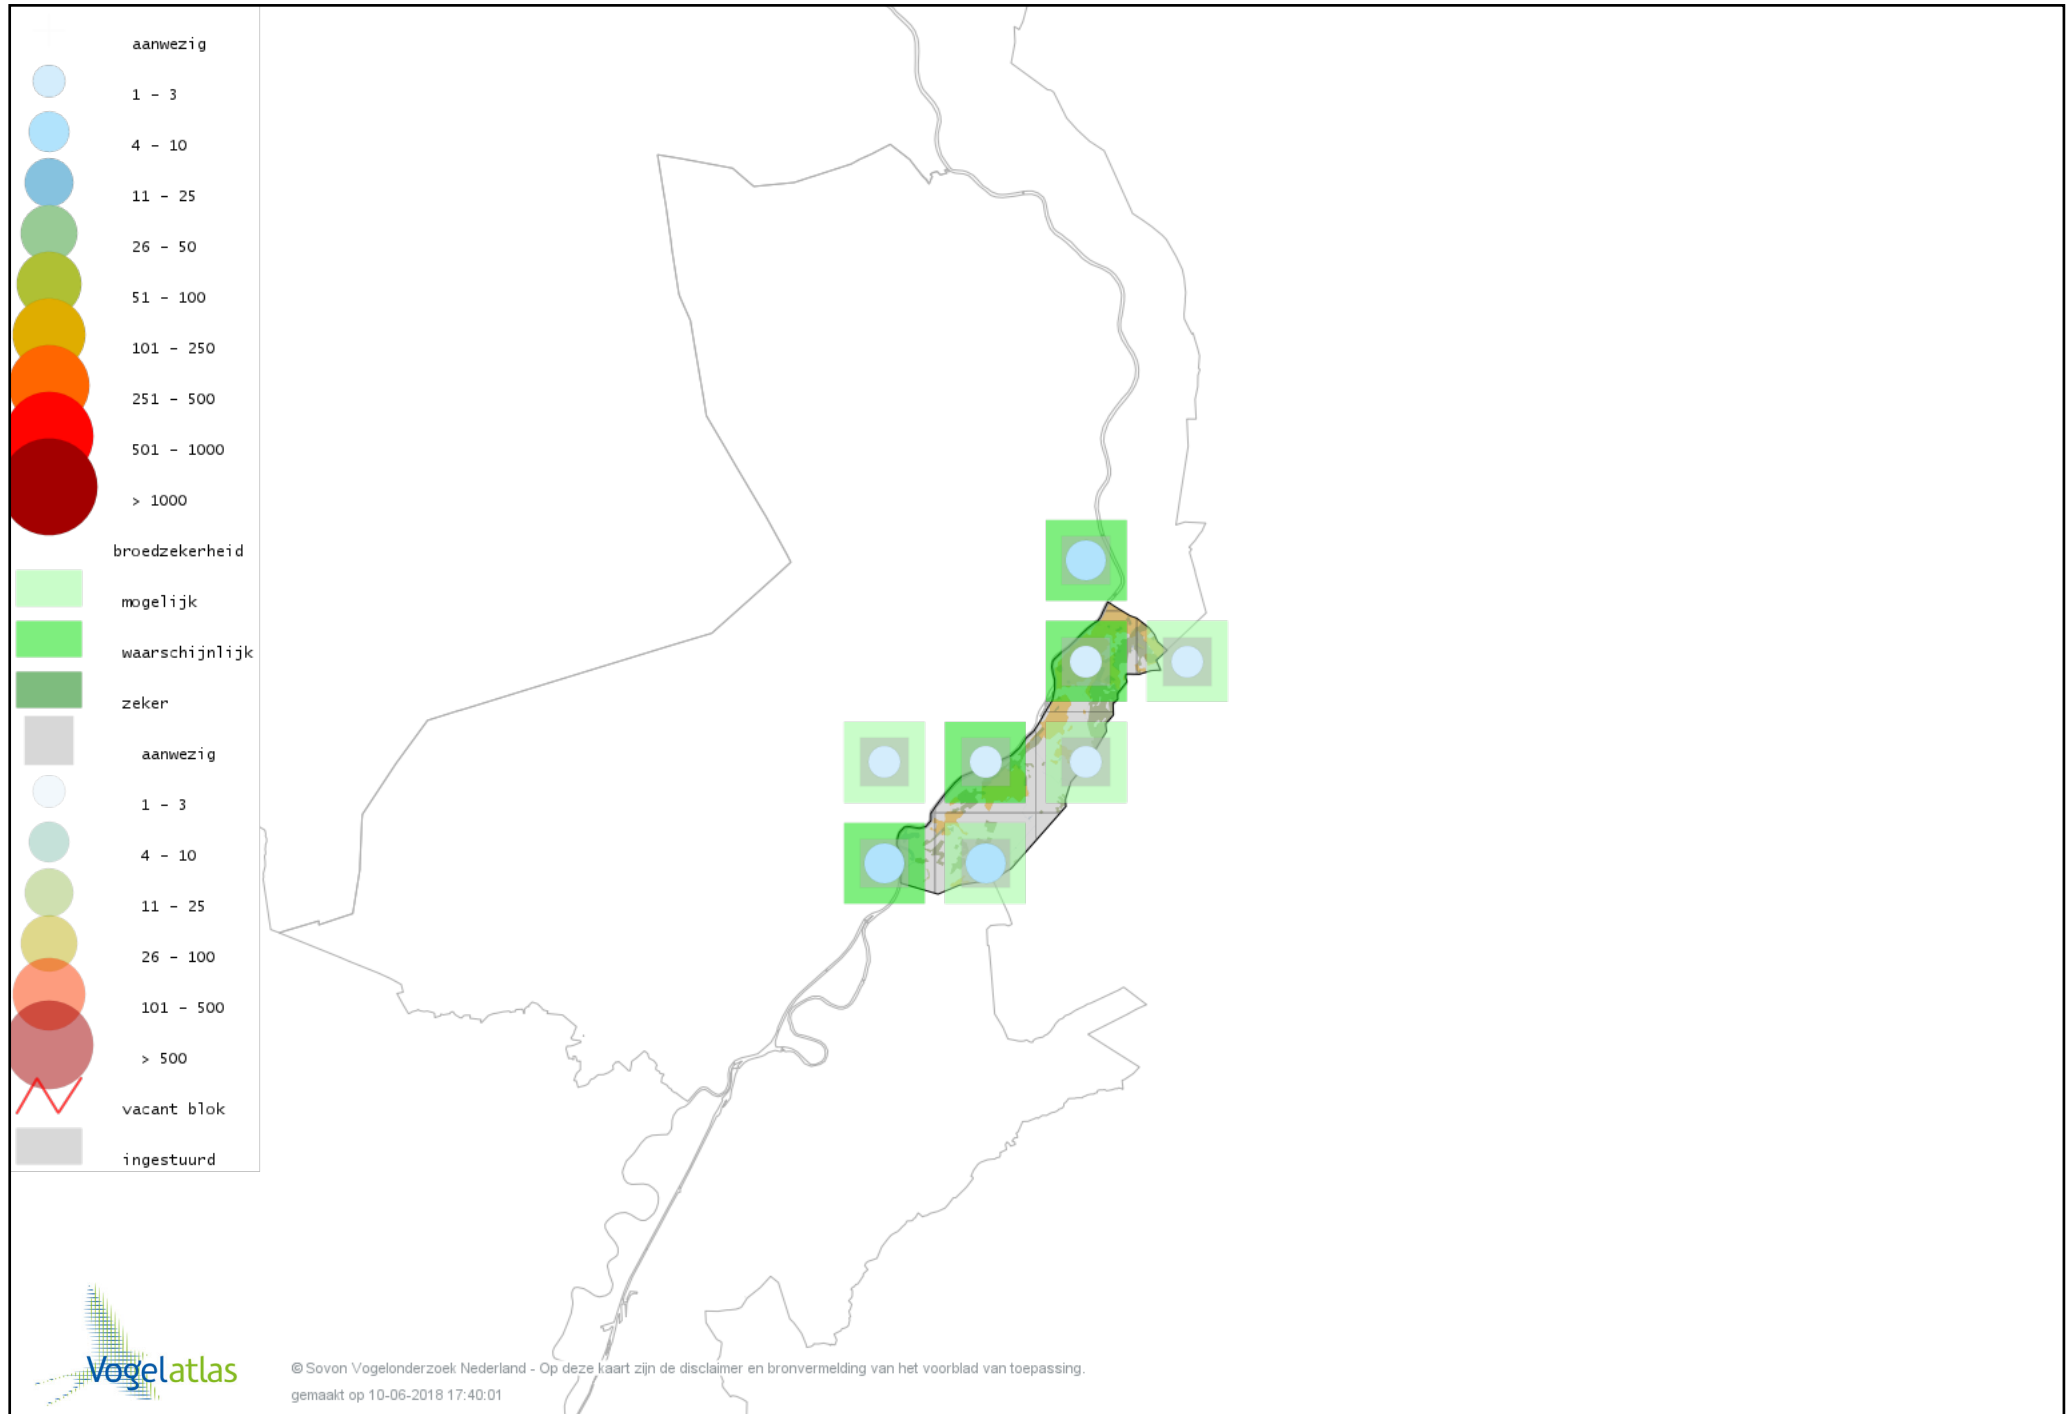 aanwezig
1 - 3
4 - 10
11 - 25
26 - 50
51 - 100
101 - 250
251 - 500
501 - 1000
> 1000
broedzekerheid
mogelijk
waarschijnlijk
zeker
aanwezig
1 - 3
4 - 10
11 - 25
26 - 100
101 - 500
> 500
vacant blok
ingestuurd
Vogelatlas
© Sovon Vogelonderzoek Nederland - Op deze kaart zijn de disclaimer en bronvermelding van het voorblad van toepassing.
gemaakt op 10-06-2018 17:40:01